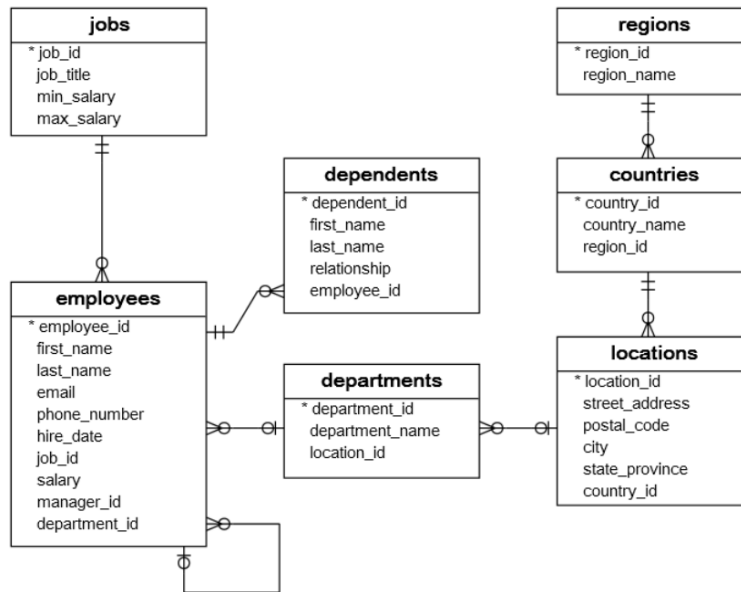 jobs
* job_id
job_title
min_salary
max_salary
regions
* region_id
region_name
dependents
* dependent_id
first_name
last_name
relationship
employee_id
countries
* country_id
country_name
region_id
employees
* employee_id
first_name
last_name
email
phone_number
hire_date
job_id
salary
manager_id
department_id
departments
* department_id
department_name
location_id
locations
* location_id
street_address
postal_code
city
state_province
country_id